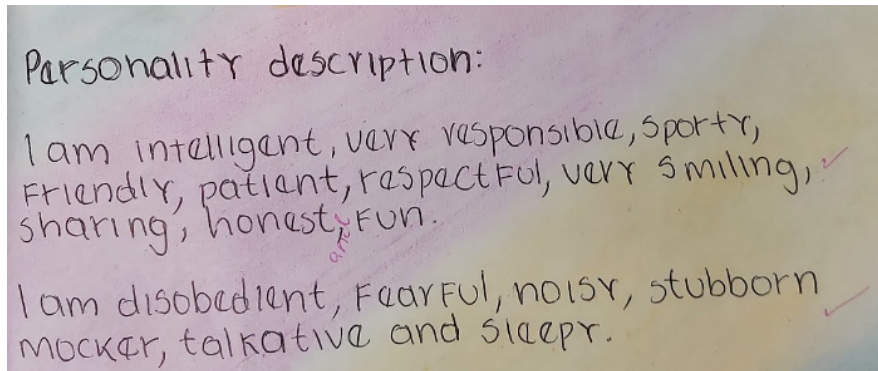 Personality description:
I am intelligent, very responsible, sporty,
Friendly, patient, respectful, very smiling,
sharing, honest, and fun.
I am disobedient, Fearful, noisy, stubborn
mocker, talkative and sleepy.